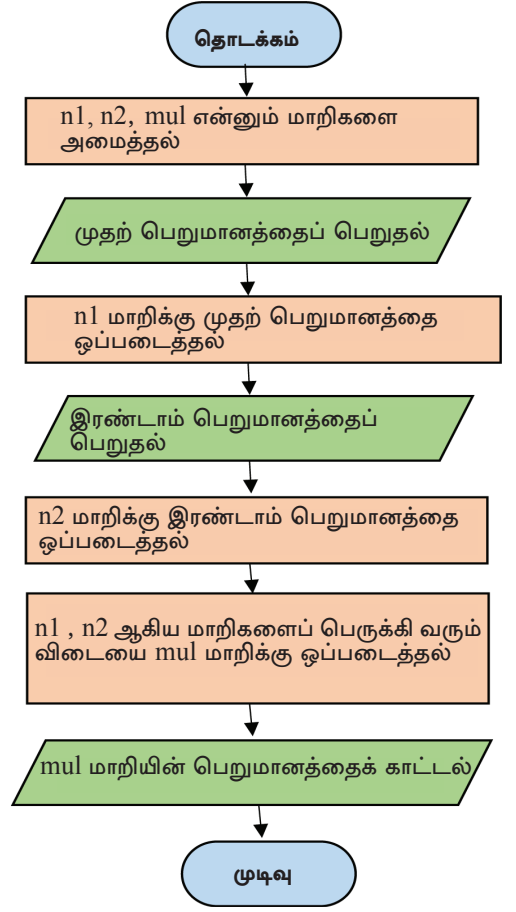 தொடக்கம்
n1, n2, mul என்னும் மாறிகளை
அமைத்தல்
முதற் பெறுமானத்தைப் பெறுதல்
n1 மாறிக்கு முதற் பெறுமானத்தை
ஒப்படைத்தல்
இரண்டாம் பெறுமானத்தைப்
பெறுதல்
n2 மாறிக்கு இரண்டாம் பெறுமானத்தை
ஒப்படைத்தல்
n1 , n2 ஆகிய மாறிகளைப் பெருக்கி வரும்
விடையை mul மாறிக்கு ஒப்படைத்தல்
mul மாறியின் பெறுமானத்தைக் காட்டல்
முடிவு